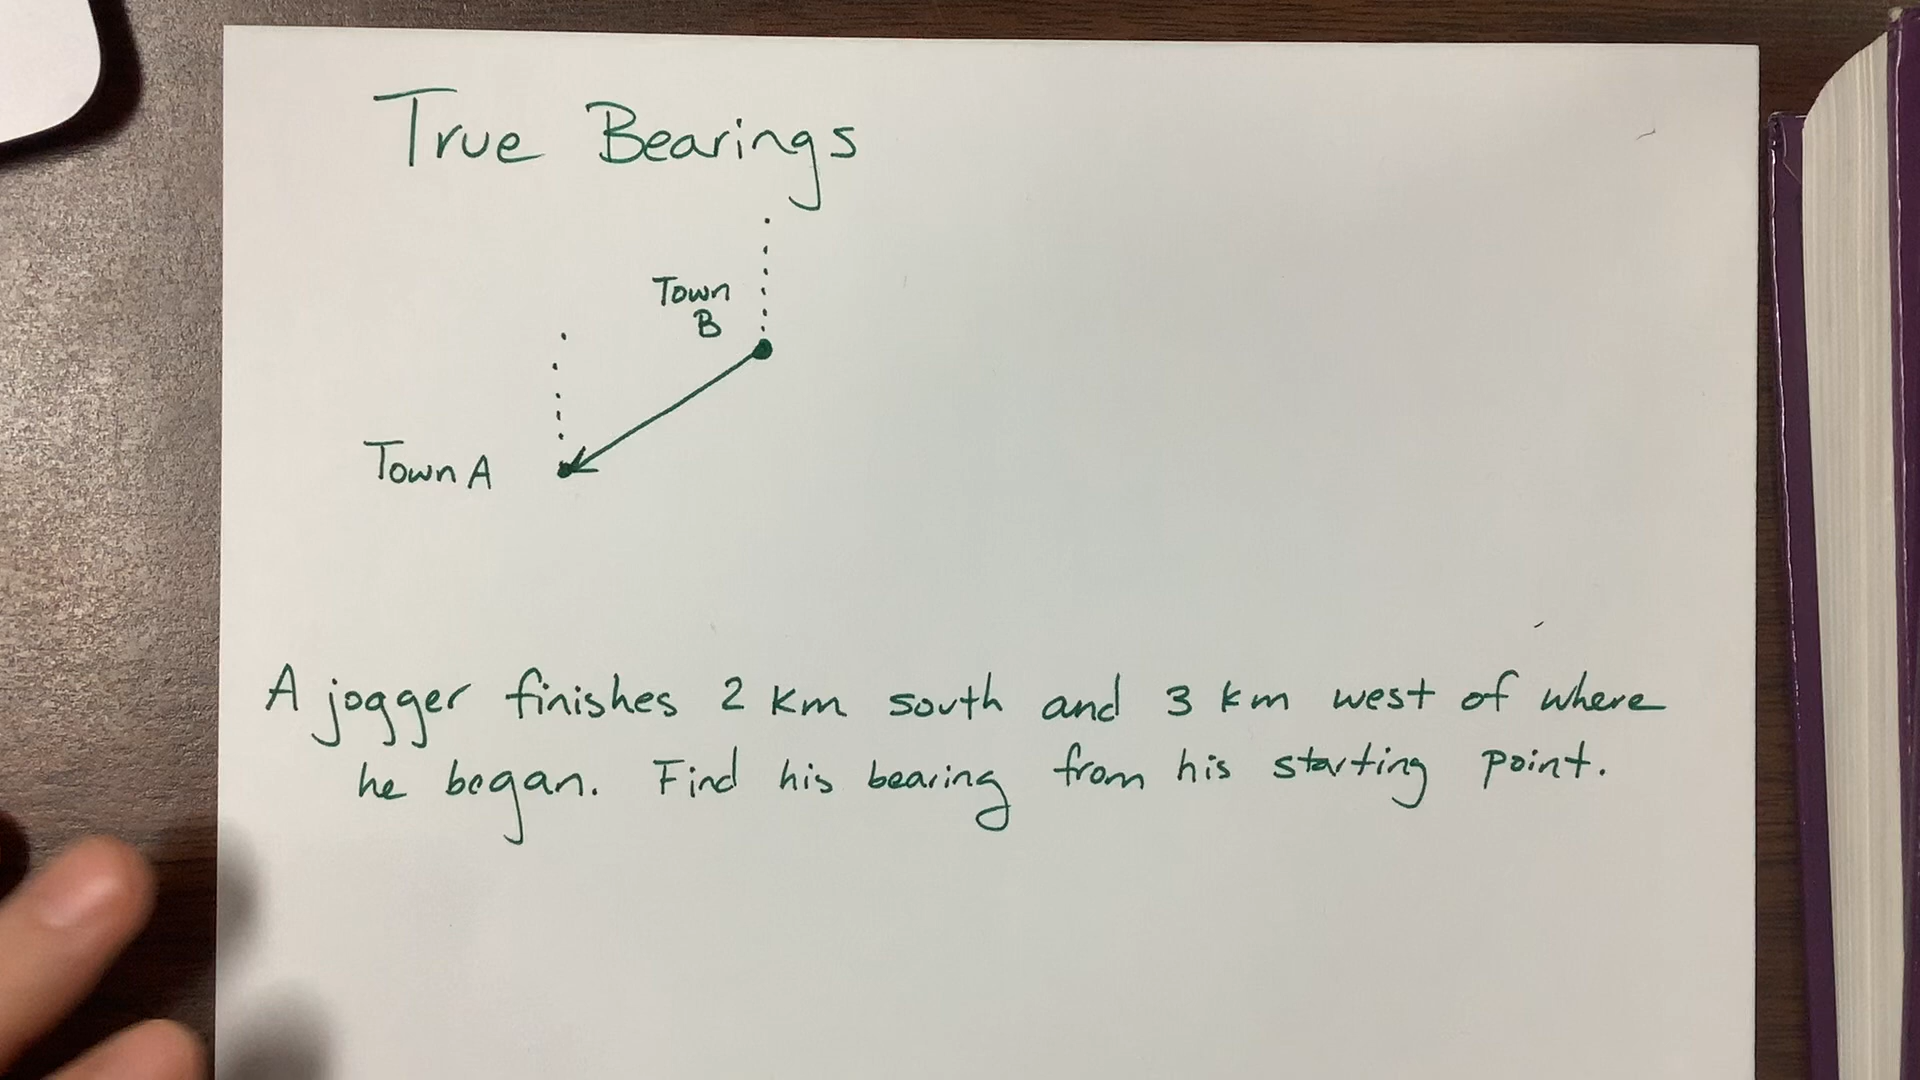 True Bearings
Town
B
Town A
A jogger finishes 2 km south and 3 km west of where
he began. Find his bearing from his starting point.